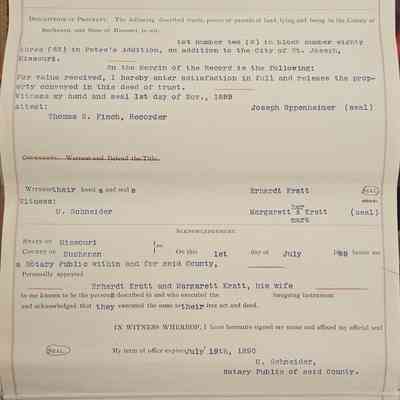 DESCRIPTION OF PROPERTY. The following described tracts, pieces or parcels of land, lying and being in the County of
Buchanan and State of Missouri, to wit:
Lot number two (2) in block number eighty
three (83) in Patee's Addition, an addition to the City of St. Joseph,
Missouri.
On the Margin of the Record is the following:
For value received, I hereby enter satisfaction in full and release the prop-
erty conveyed in this deed of trust.
Witness my hand and seal 1st day of Nov., 1889
Attest: Joseph Oppenheimer (seal)
Thomas S. Finch, Recorder
COVENANTS. Warrant and Defend the Title.
WITNESS their hand s and seal s Erhardt Kratt SEAL
Witness: her
U. Schneider Margarett x Kratt (seal)
mark
ACKNOWLEDGEMENT.
STATE OF Missouri
COUNTY OF Buchanan ss. On this 1st day of July before me
a Notary Public within and for said County,
Personally appeared
Erhardt Kratt and Margarett Kratt, his wife
to me known to be the person s described in and who executed the foregoing instrument
and acknowledged that they executed the same as their free act and deed.
IN WITNESS WHEREOF, I have hereunto signed my name and affixed my official seal
SEAL. My term of office expires July 19th, 1890
U. Schneider,
Notary Public of said County.